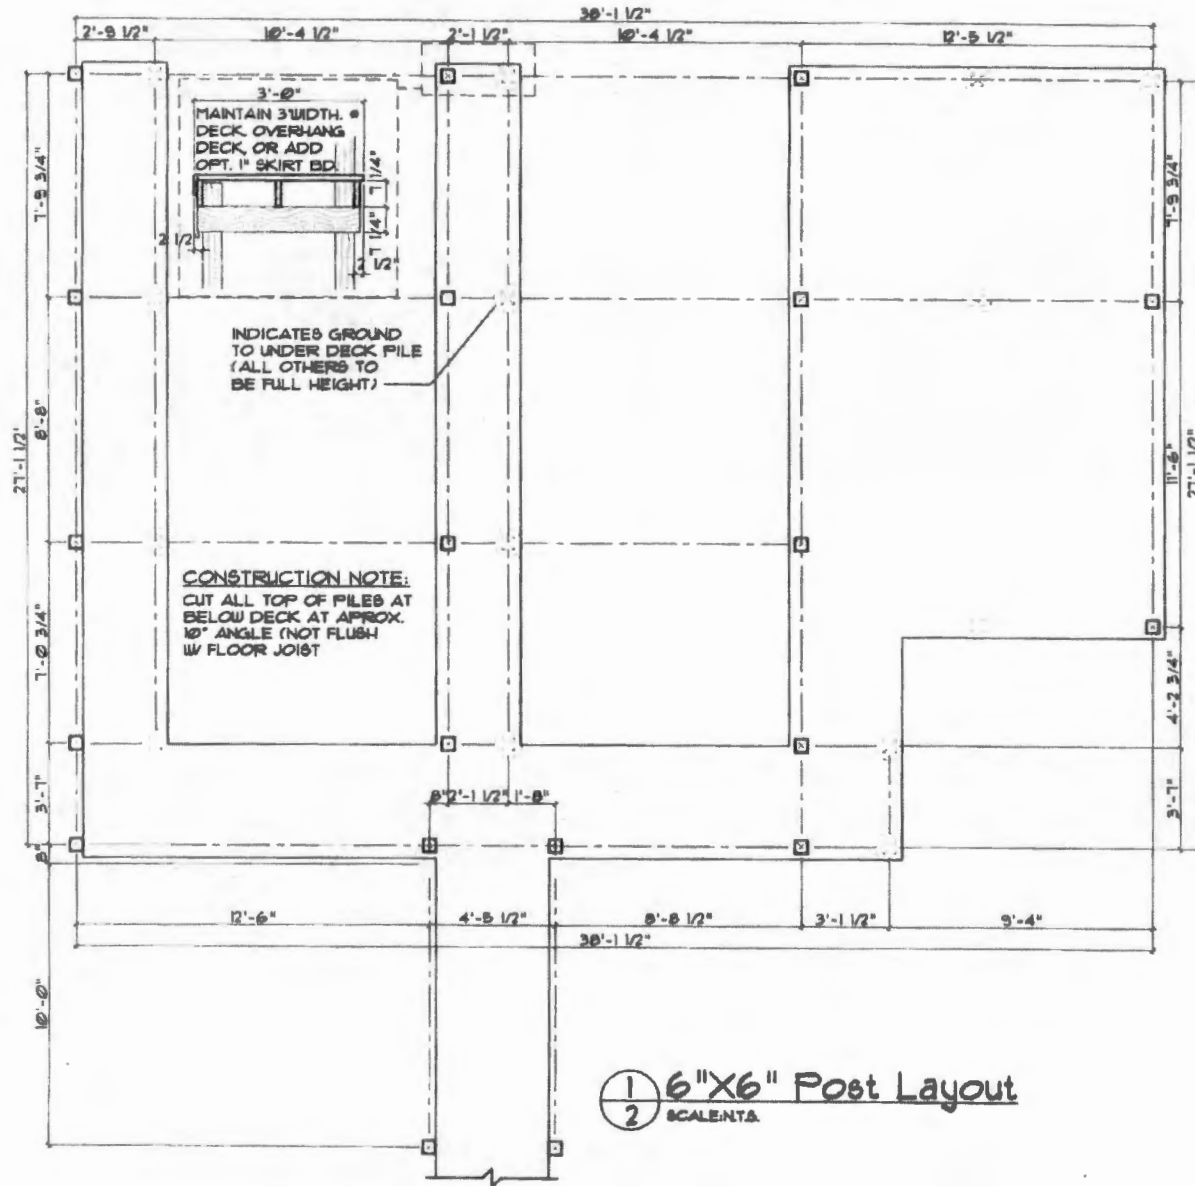 38'-1 1/2"
2'-9 1/2" 10'-4 1/2" 2'-1 1/2" 10'-4 1/2" 12'-5 1/2"
3'-0"
MAINTAIN 3'WIDTH. @
DECK. OVERHANG
DECK, OR ADD
OPT. 1" SKIRT BD.
7 1/4"
7 1/4"
2 1/2"
2 1/2"
7'-9 3/4"
7'-9 3/4"
INDICATES GROUND
TO UNDER DECK PILE
(ALL OTHERS TO
BE FULL HEIGHT)
8'-8"
27'-1 1/2'
11'-6"
27'-1 1/2"
CONSTRUCTION NOTE:
CUT ALL TOP OF PILES AT
BELOW DECK AT APROX.
10° ANGLE (NOT FLUSH
W/ FLOOR JOIST
7'-0 3/4"
4'-2 3/4"
3'-7"
8" 2'-1 1/2" 1'-8"
3'-7"
8"
12'-6" 4'-5 1/2" 8'-8 1/2" 3'-1 1/2" 9'-4"
38'-1 1/2"
10'-0"
1 6"X6" Post Layout
2 SCALE:N.T.S.